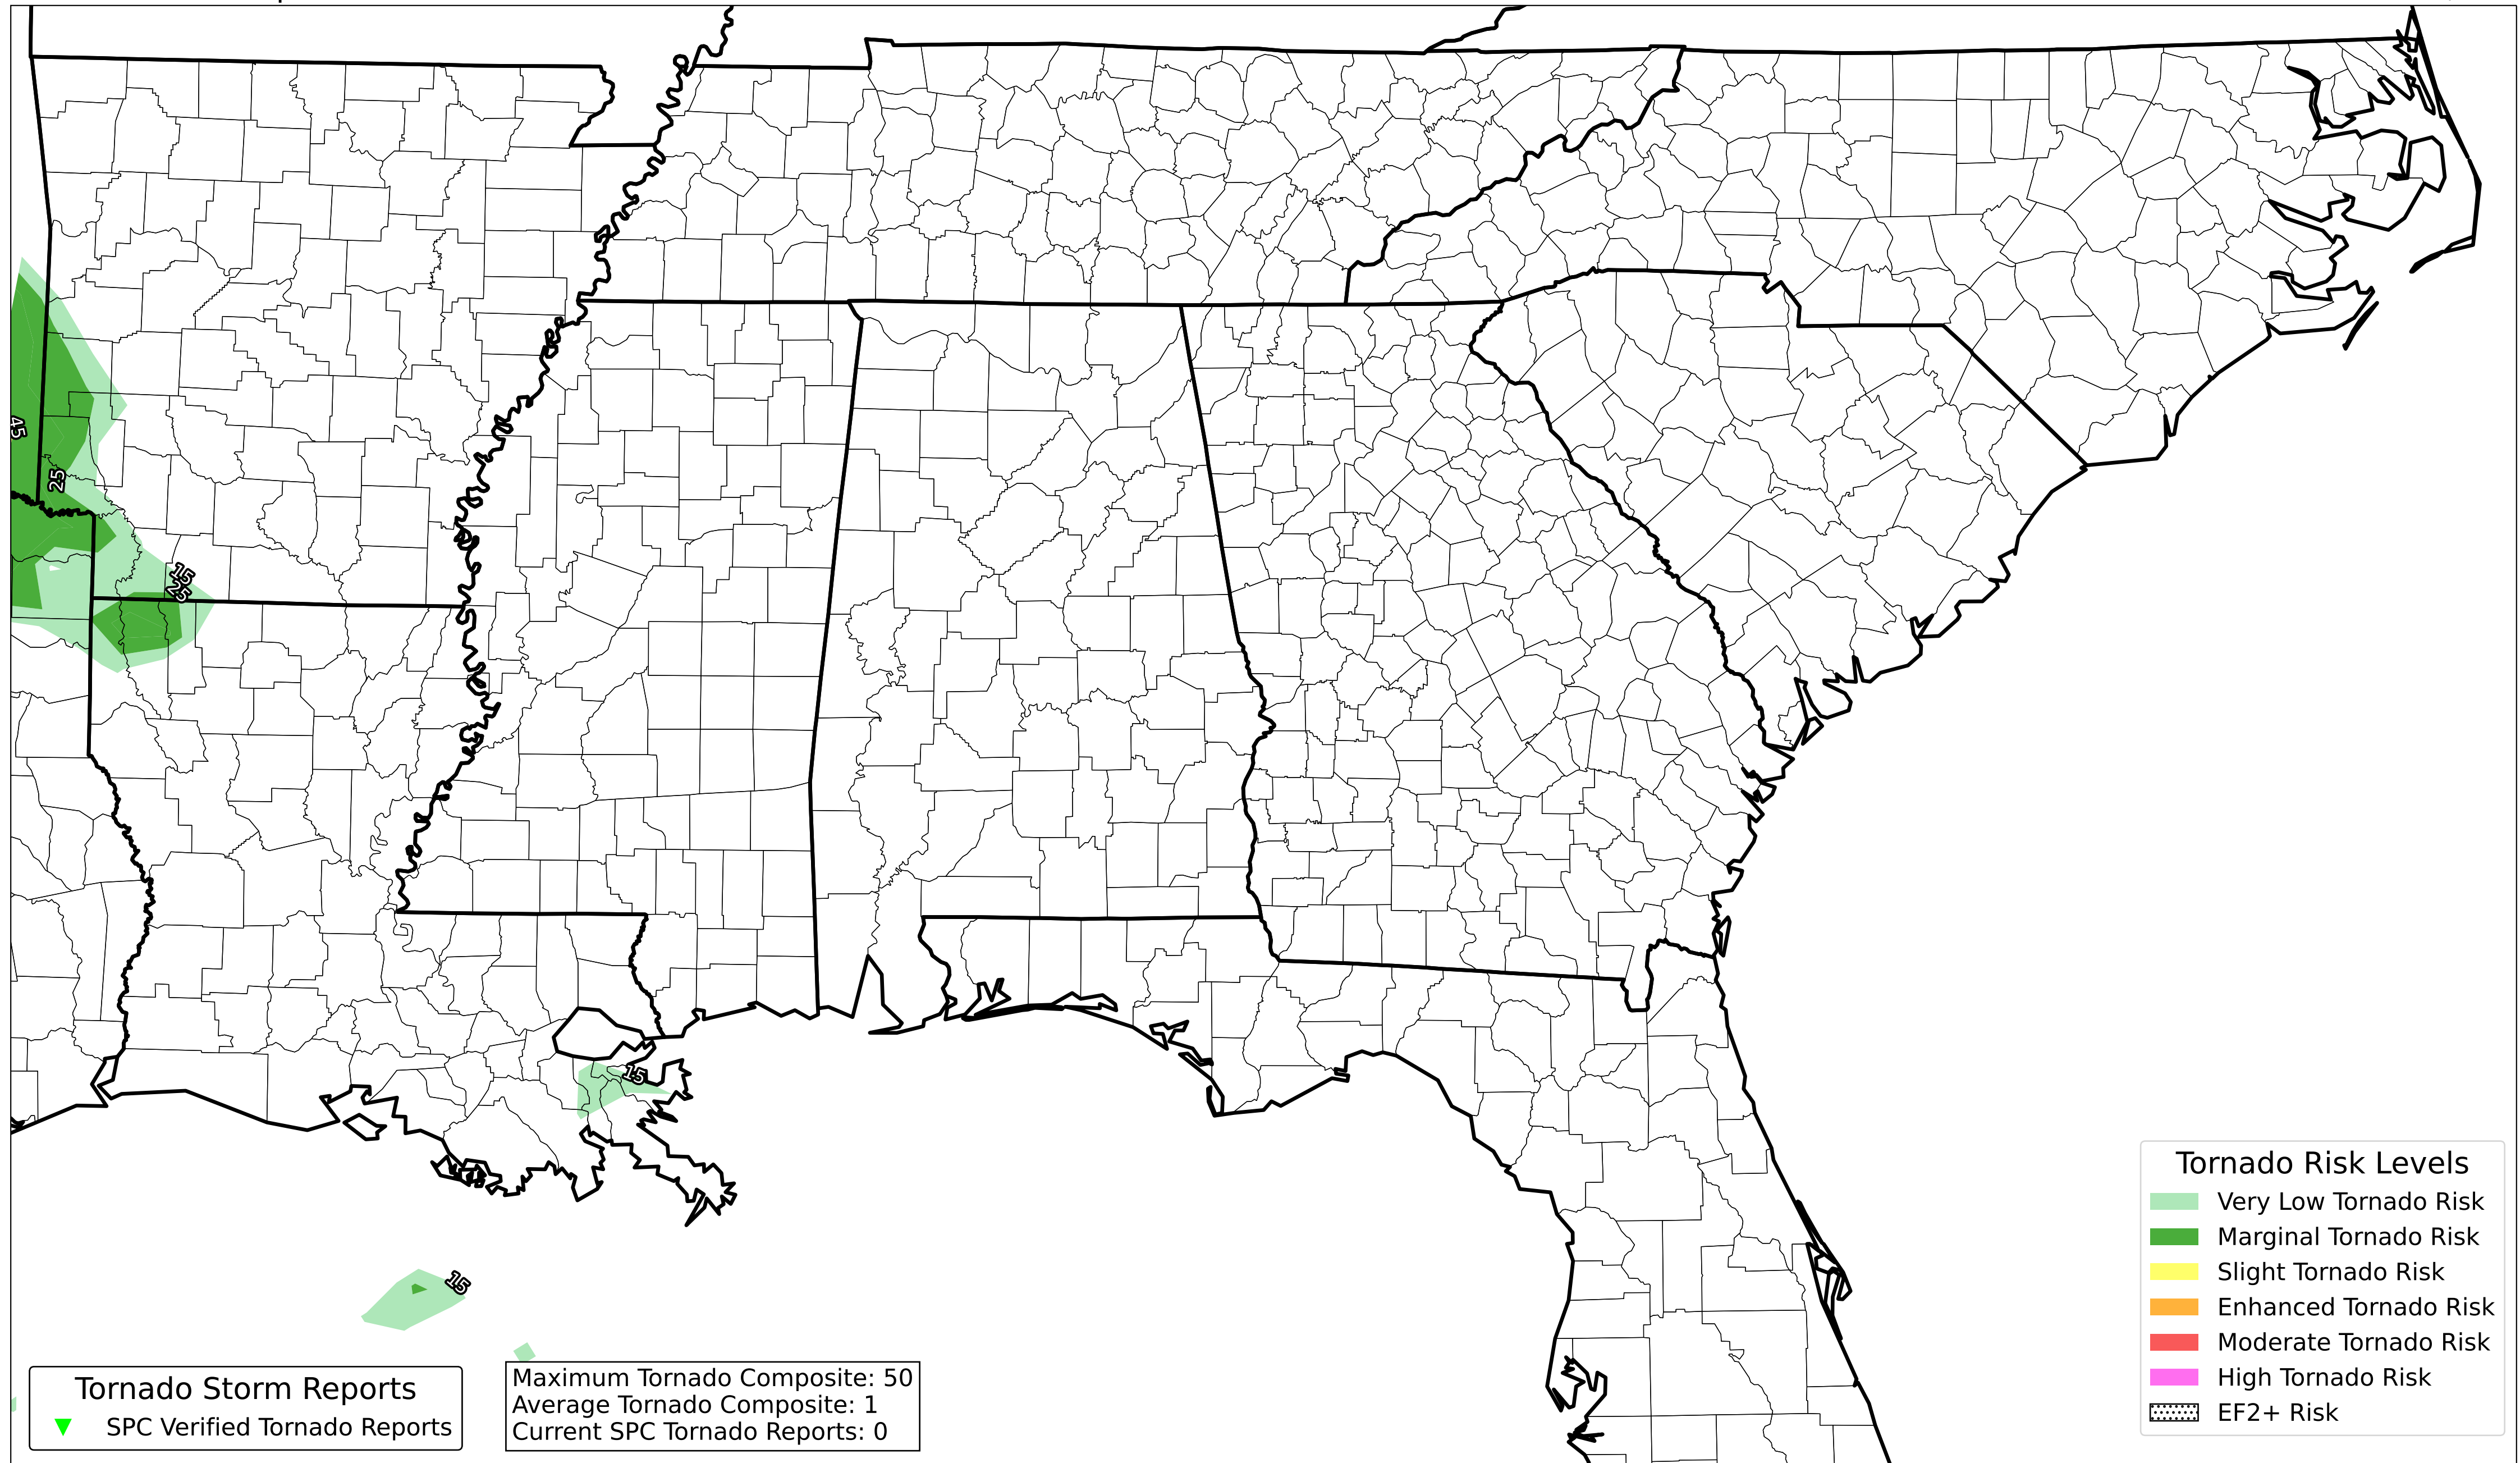 45
25
15
25
15
15
Tornado Risk Levels
Very Low Tornado Risk
Marginal Tornado Risk
Slight Tornado Risk
Enhanced Tornado Risk
Moderate Tornado Risk
High Tornado Risk
EF2+ Risk
Tornado Storm Reports
SPC Verified Tornado Reports
Maximum Tornado Composite: 50
Average Tornado Composite: 1
Current SPC Tornado Reports: 0